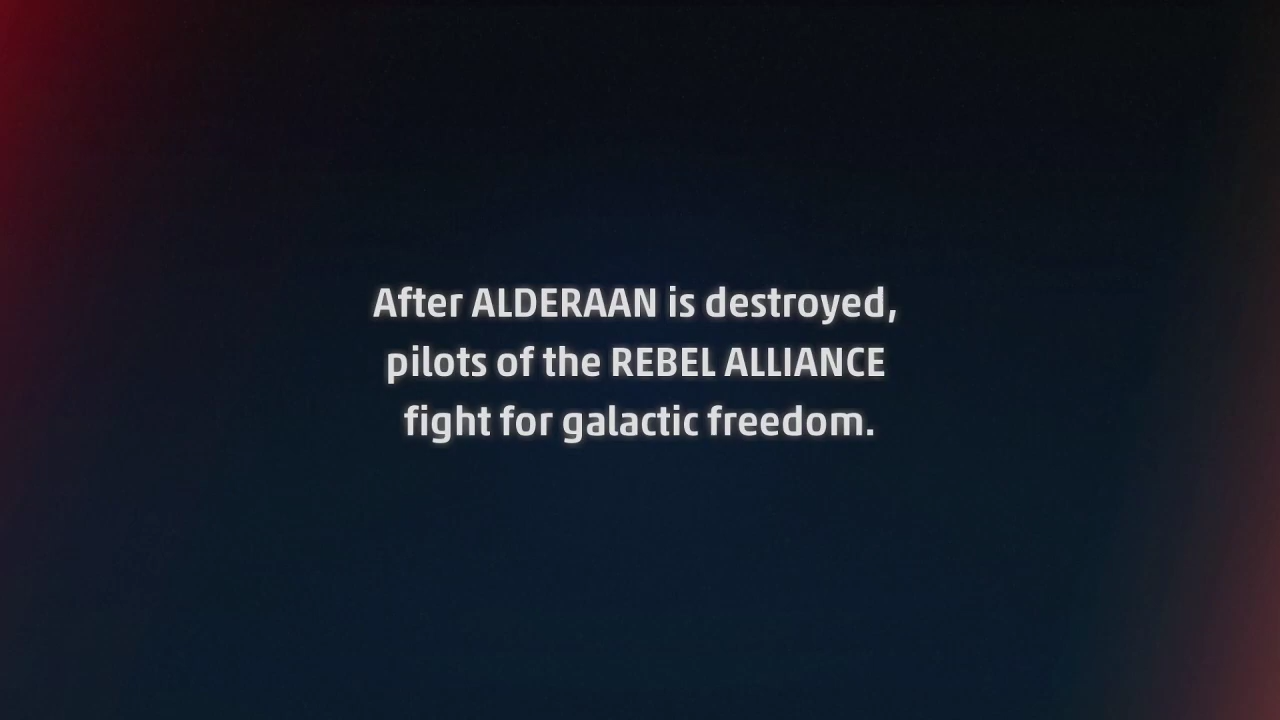 After ALDERAAN is destroyed,
pilots of the REBEL ALLIANCE
fight for galactic freedom.